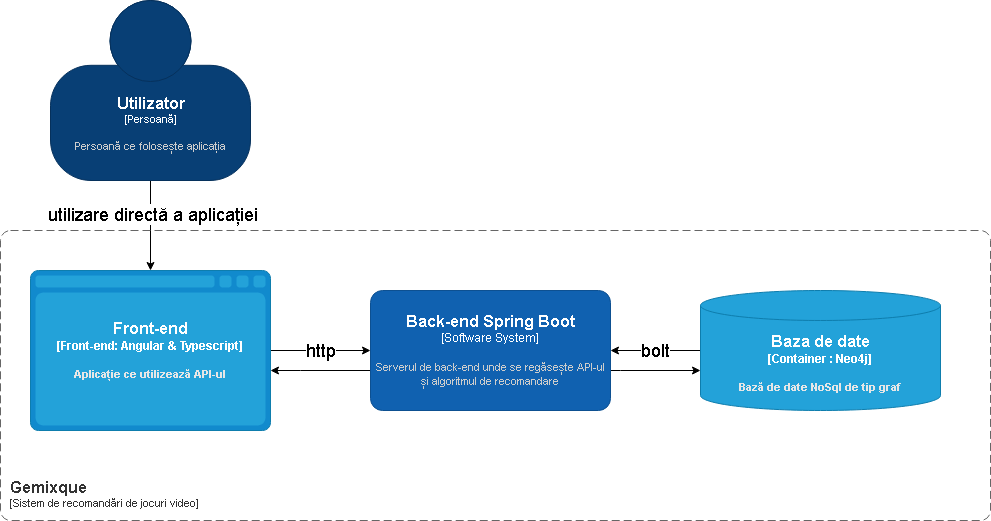 Utilizator
[Persoană]
Persoană ce folosește aplicația
utilizare directă a aplicației
Front-end
[Front-end: Angular & Typescript]
Aplicație ce utilizează API-ul
http
Back-end Spring Boot
[Software System]
Serverul de back-end unde se regăsește API-ul
și algoritmul de recomandare
bolt
Baza de date
[Container : Neo4j]
Bază de date NoSql de tip graf
Gemixque
[Sistem de recomandări de jocuri video]